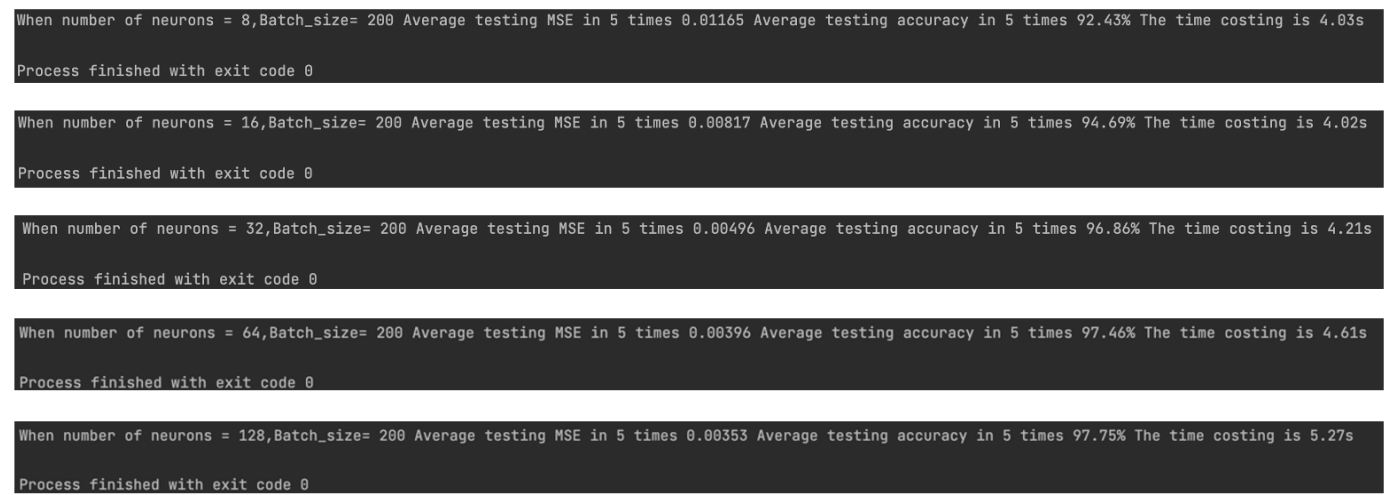 When number of neurons = 8,Batch_size= 200 Average testing MSE in 5 times 0.01165 Average testing accuracy in 5 times 92.43% The time costing is 4.03s
Process finished with exit code 0
When number of neurons = 16,Batch_size= 200 Average testing MSE in 5 times 0.00817 Average testing accuracy in 5 times 94.69% The time costing is 4.02s
Process finished with exit code 0
When number of neurons = 32,Batch_size= 200 Average testing MSE in 5 times 0.00496 Average testing accuracy in 5 times 96.86% The time costing is 4.21s
Process finished with exit code 0
When number of neurons = 64,Batch_size= 200 Average testing MSE in 5 times 0.00396 Average testing accuracy in 5 times 97.46% The time costing is 4.61s
Process finished with exit code 0
When number of neurons = 128,Batch_size= 200 Average testing MSE in 5 times 0.00353 Average testing accuracy in 5 times 97.75% The time costing is 5.27s
Process finished with exit code 0